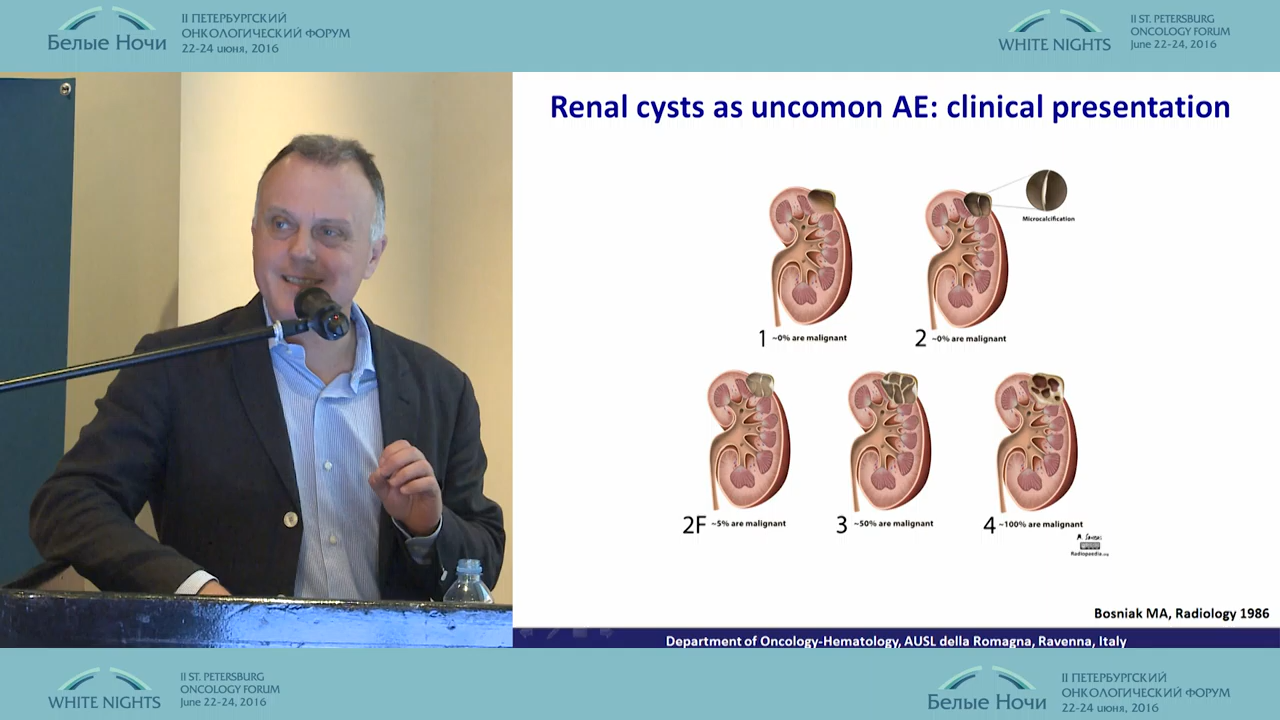 Белые Ночи
II ПЕТЕРБУРГСКИЙ
ОНКОЛОГИЧЕСКИЙ ФОРУМ
22-24 июня, 2016
WHITE NIGHTS
II ST. PETERSBURG
ONCOLOGY FORUM
June 22-24, 2016
Renal cysts as uncomon AE: clinical presentation
Microcalcification
1 ~0% are malignant
2 ~0% are malignant
2F ~5% are malignant
3 ~50% are malignant
4 ~100% are malignant
Radiopaedia.org
Bosniak MA, Radiology 1986
Department of Oncology-Hematology, AUSL della Romagna, Ravenna, Italy
WHITE NIGHTS
II ST. PETERSBURG
ONCOLOGY FORUM
June 22-24, 2016
Белые Ночи
II ПЕТЕРБУРГСКИЙ
ОНКОЛОГИЧЕСКИЙ ФОРУМ
22-24 июня, 2016